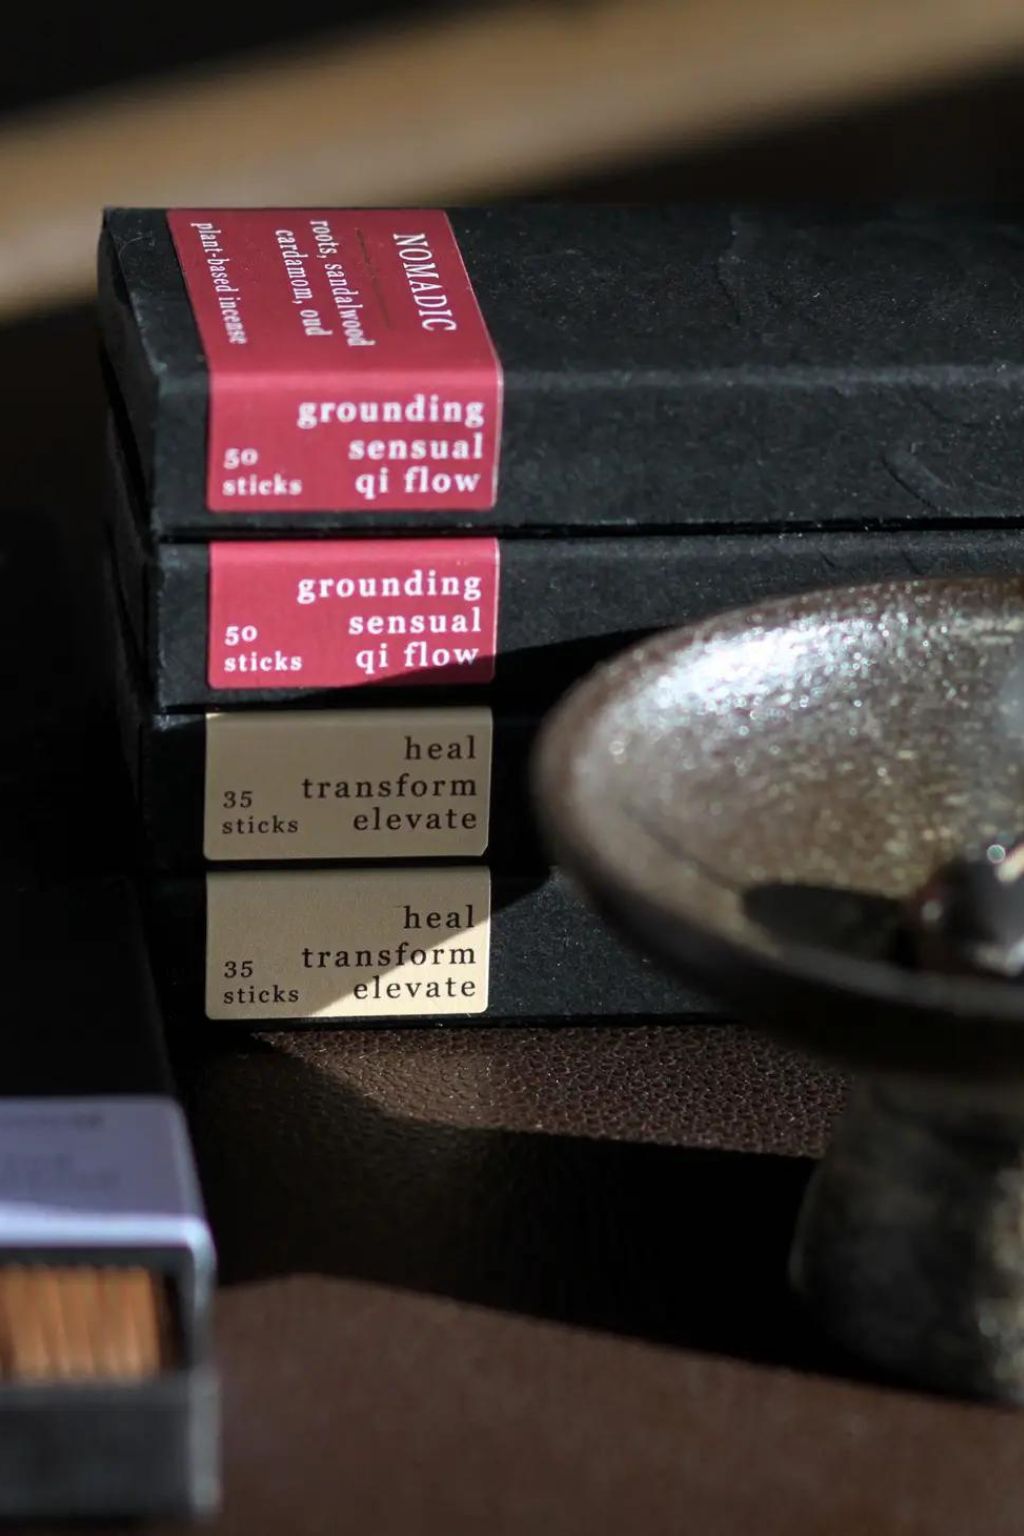 NOMADIC
roots, sandalwood
cardamom, oud
plant-based incense
grounding
sensual
qi flow
50
sticks
grounding
sensual
qi flow
50
sticks
heal
transform
elevate
35
sticks
heal
transform
elevate
35
sticks